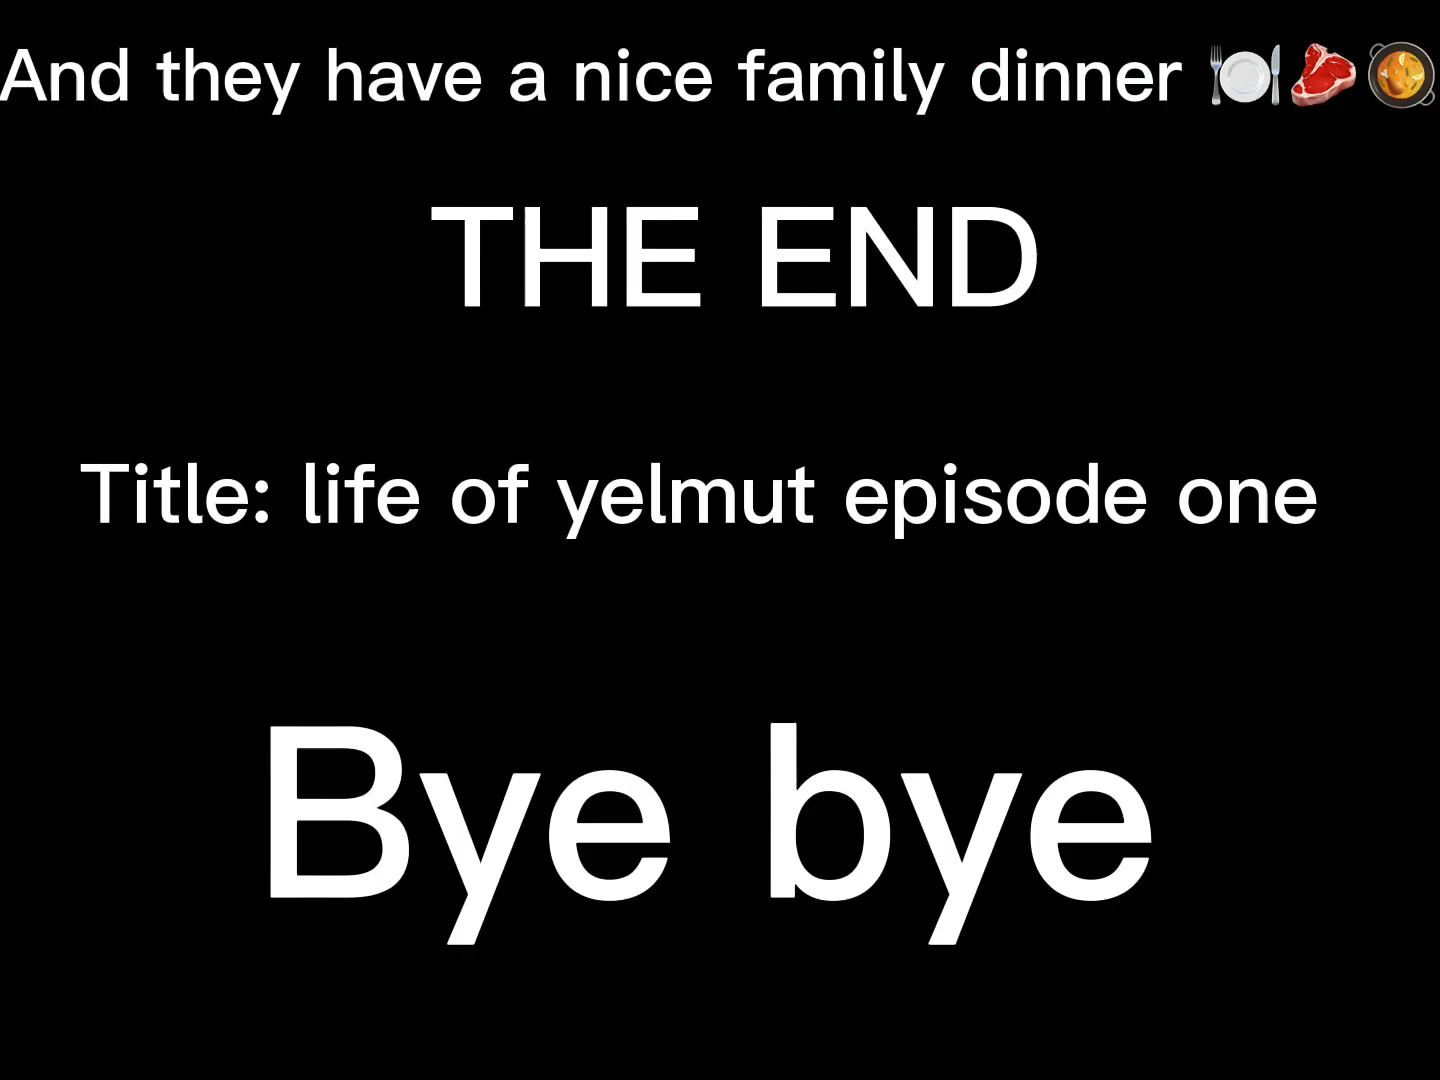 And they have a nice family dinner 🍽️🥩🥘
THE END
Title: life of yelmut episode one
Bye bye